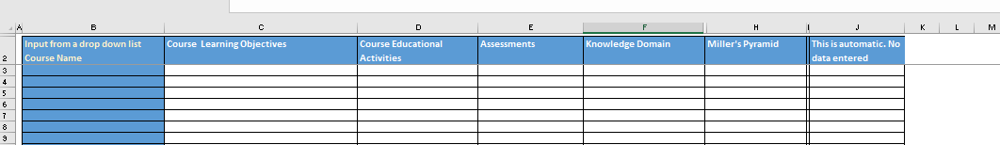 A B C D E F H I J K L M
2 Input from a drop down list Course Learning Objectives Course Educational Assessments Knowledge Domain Miller's Pyramid This is automatic. No
Course Name Activities data entered
3
4
5
6
7
8
9